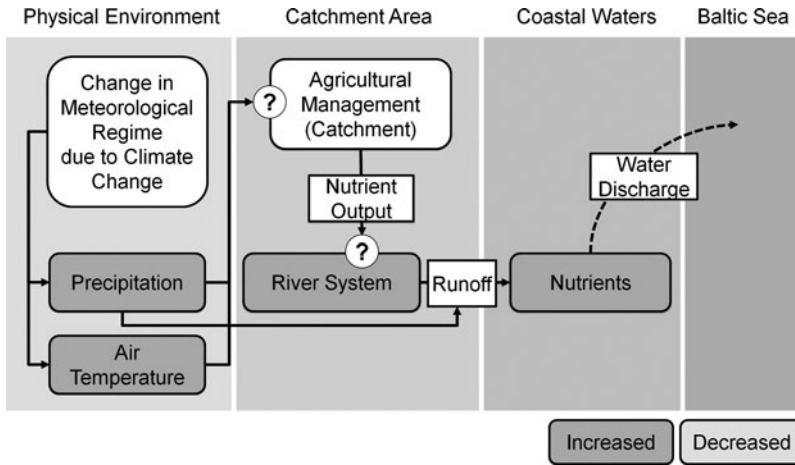 Physical Environment
Catchment Area
Coastal Waters
Baltic Sea
Change in
Meteorological
Regime
due to Climate
Change
?
Agricultural
Management
(Catchment)
Water
Discharge
Nutrient
Output
?
Precipitation
River System
Runoff
Nutrients
Air
Temperature
Increased
Decreased